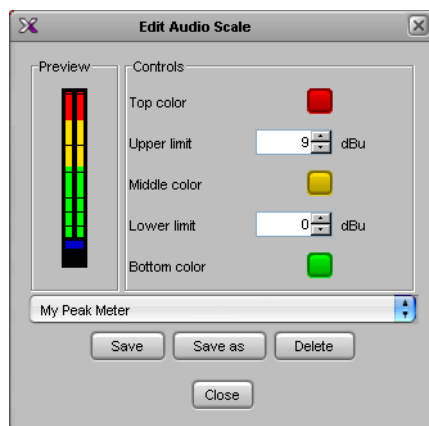 Edit Audio Scale
Preview
Controls
Top color
Upper limit 9 dBu
Middle color
Lower limit 0 dBu
Bottom color
My Peak Meter
Save Save as Delete
Close